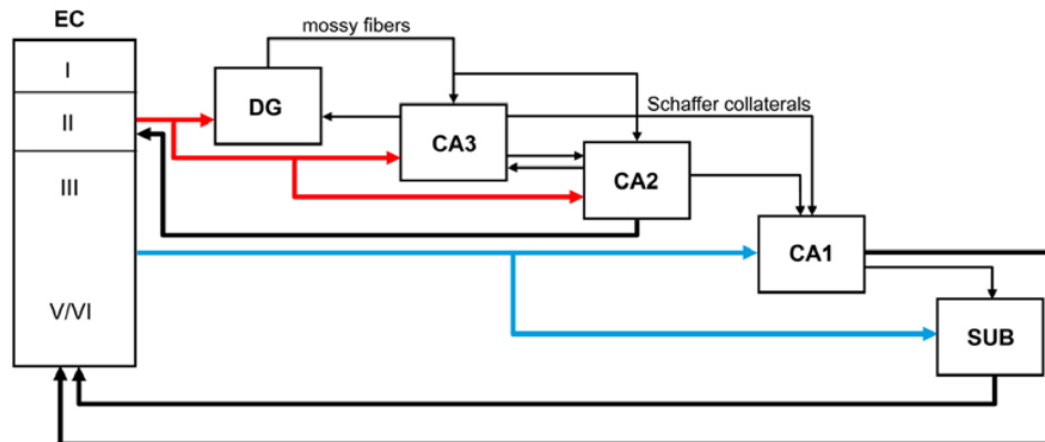 EC
mossy fibers
I
DG
Schaffer collaterals
II
CA3
CA2
III
CA1
V/VI
SUB